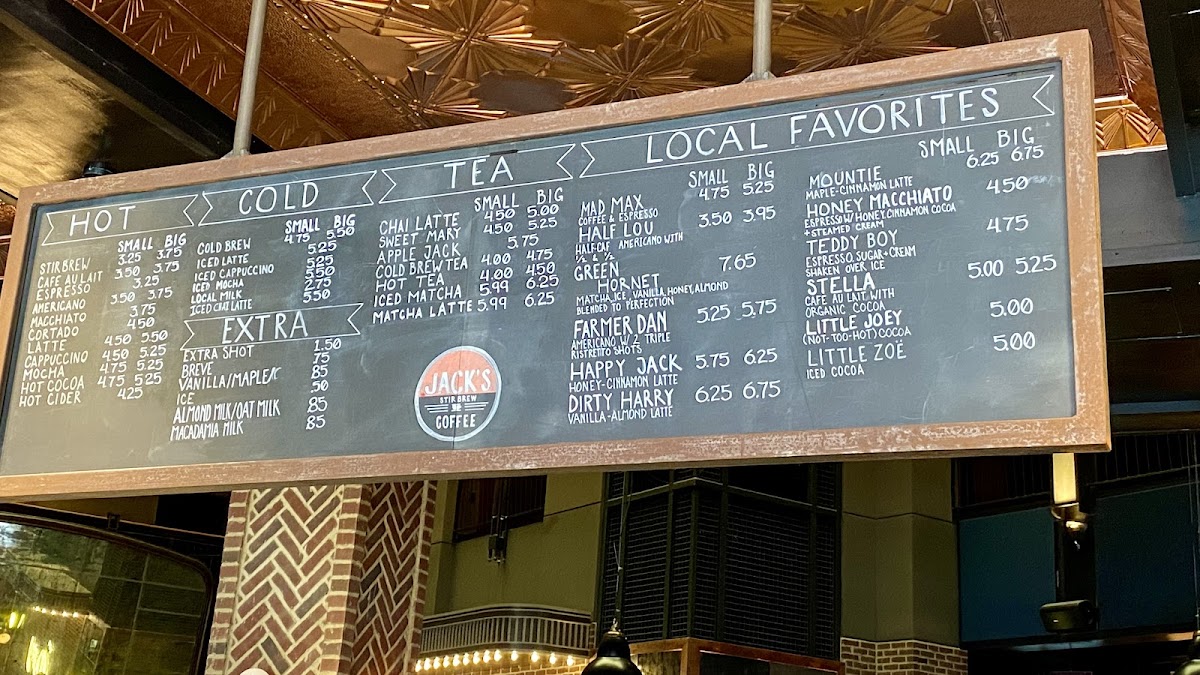 HOT
SMALL BIG
STIR BREW 3.25 3.75
CAFE AU LAIT 3.50 3.75
ESPRESSO 3.25
AMERICANO 3.50 3.75
MACCHIATO 3.75
CORTADO 4.50
LATTE 4.50 5.50
CAPPUCCINO 4.50 5.25
MOCHA 4.50 5.25
HOT COCOA 4.75 5.25
HOT CIDER 4.25
COLD
SMALL BIG
COLD BREW 4.75 5.50
ICED LATTE 5.25
ICED CAPPUCCINO 5.25
ICED MOCHA 5.50
LOCAL MILK 2.75
ICED CHAI LATTE 5.50
EXTRA
EXTRA SHOT 1.50
BREVE 75
VANILLA/MAPLE/ 85
ICE 50
ALMOND MILK/OAT MILK 85
MACADAMIA MILK 85
TEA
SMALL BIG
CHAI LATTE 4.50 5.00
SWEET MARY 4.50 5.25
APPLE JACK 5.75
COLD BREW TEA 4.00 4.75
HOT TEA 4.00 4.50
ICED MATCHA 5.99 6.25
MATCHA LATTE 5.99 6.25
JACK'S
STIR BREW
COFFEE
LOCAL FAVORITES
SMALL BIG
MAD MAX 4.75 5.25
COFFEE & ESPRESSO
HALF LOU 3.50 3.95
HALF CAF AMERICANO WITH
½ & ½
GREEN
HORNET 7.65
MATCHA, ICE, VANILLA, HONEY, ALMOND
BLENDED TO PERFECTION
FARMER DAN 5.25 5.75
AMERICANO W/ 2 TRIPLE
RISTRETTO SHOTS
HAPPY JACK 5.75 6.25
HONEY-CINNAMON LATTE
DIRTY HARRY 6.25 6.75
VANILLA-ALMOND LATTE
SMALL BIG
MOUNTIE 6.25 6.75
MAPLE-CINNAMON LATTE
HONEY MACCHIATO 4.50
ESPRESSO W/ HONEY, CINNAMON COCOA
+ STEAMED CREAM
TEDDY BOY 4.75
ESPRESSO, SUGAR + CREAM
SHAKEN OVER ICE
STELLA 5.00 5.25
CAFE AU LAIT WITH
ORGANIC COCOA
LITTLE JOEY 5.00
(NOT-TOO-HOT) COCOA
LITTLE ZOË 5.00
ICED COCOA